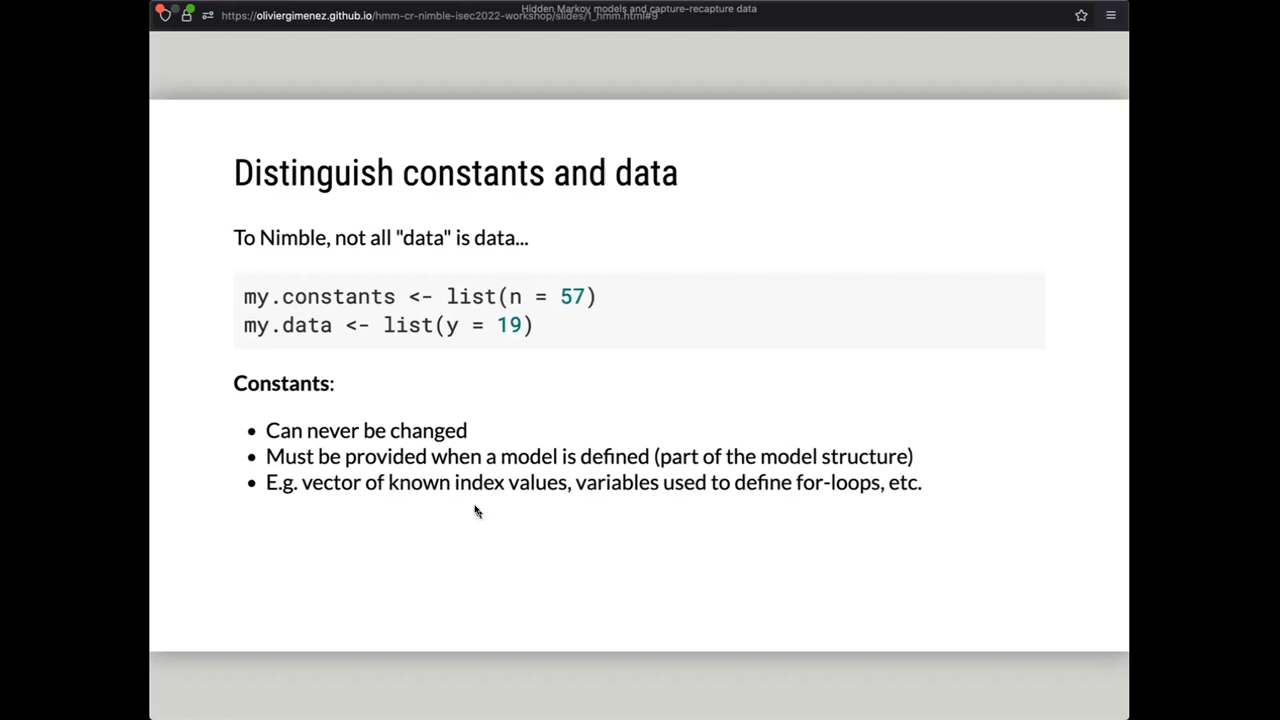 Hidden Markov models and capture-recapture data
https://oliviergimenez.github.io/hmm-cr-nimble-isec2022-workshop/slides/1_hmm.html#9
Distinguish constants and data
To Nimble, not all "data" is data...
my.constants <- list(n = 57)
my.data <- list(y = 19)
Constants:
• Can never be changed
• Must be provided when a model is defined (part of the model structure)
• E.g. vector of known index values, variables used to define for-loops, etc.